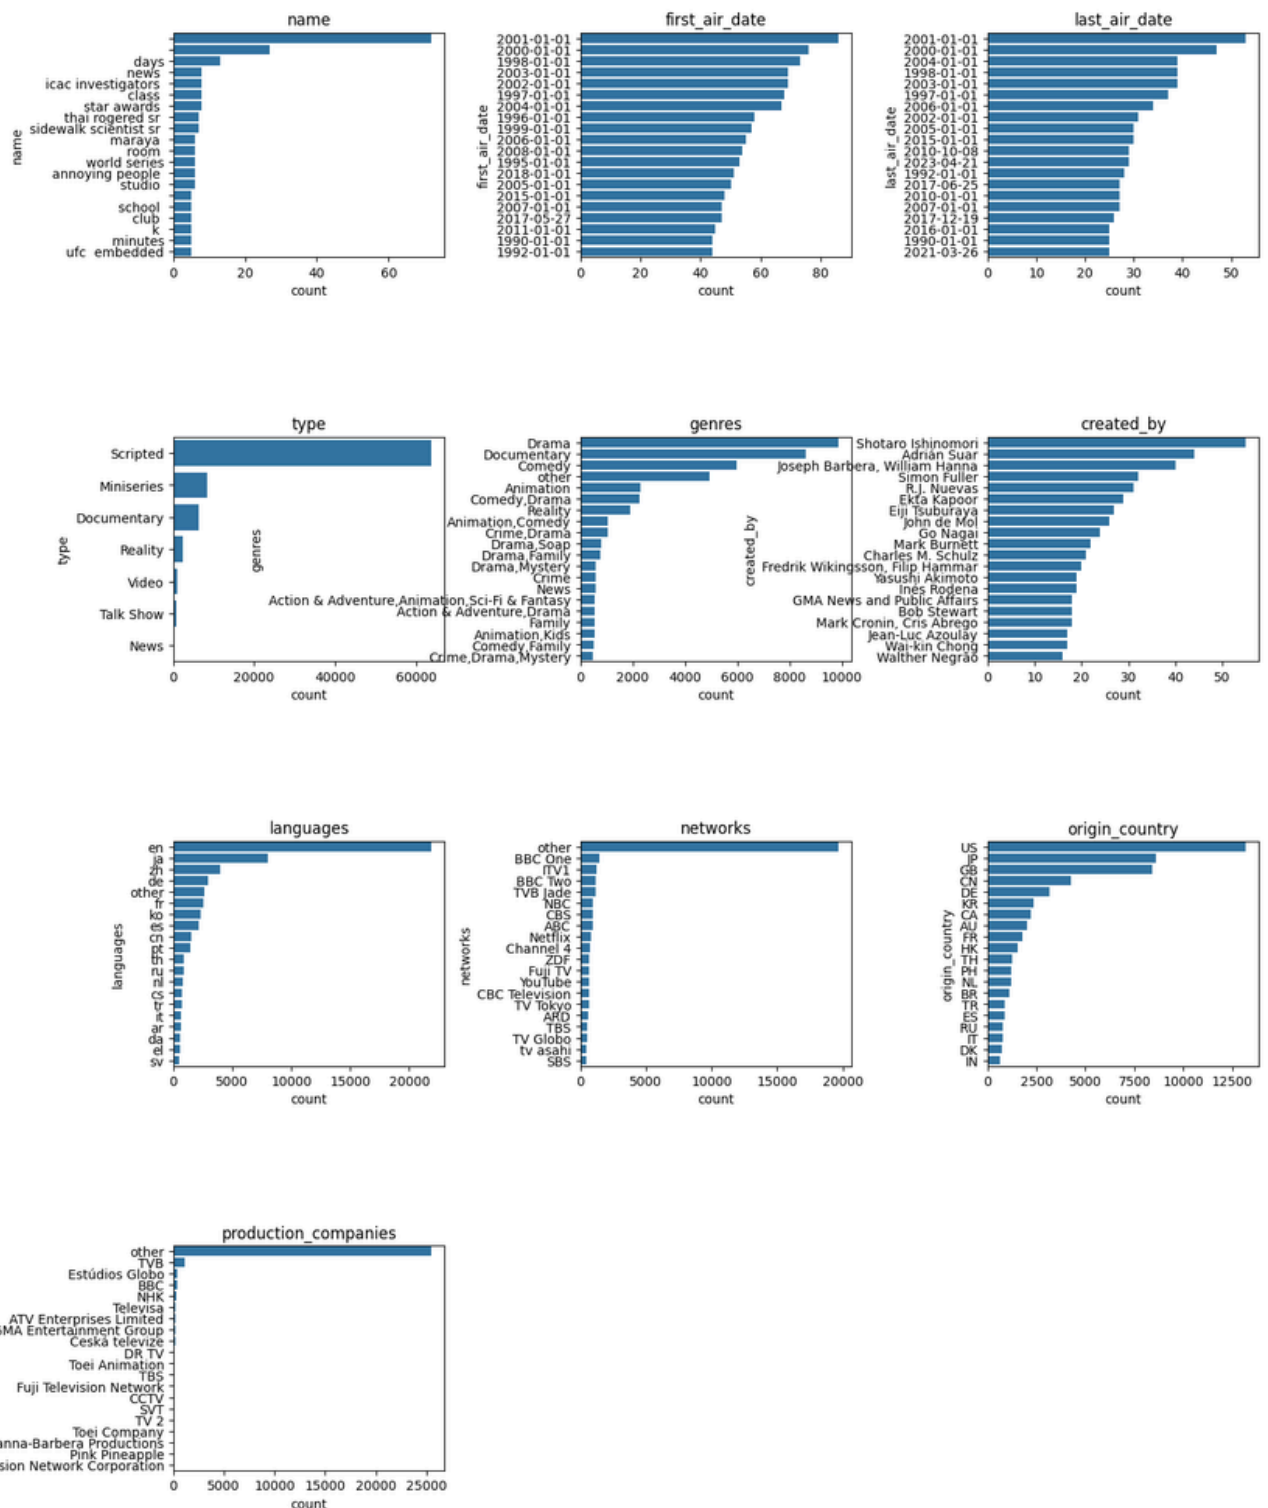 name
days
news
icac investigators
class
star awards
thai rogered sr
sidewalk scientist sr
maraya
room
world series
annoying people
studio
school
club
k
minutes
ufc embedded
name
0 20 40 60
count
first_air_date
2001-01-01
2000-01-01
1998-01-01
2003-01-01
2002-01-01
1997-01-01
2004-01-01
1996-01-01
1999-01-01
2006-01-01
2008-01-01
1995-01-01
2018-01-01
2005-01-01
2015-01-01
2007-01-01
2017-05-27
2011-01-01
1990-01-01
1992-01-01
first_air_date
0 20 40 60 80
count
last_air_date
2001-01-01
2000-01-01
2004-01-01
1998-01-01
2003-01-01
1997-01-01
2006-01-01
2002-01-01
2005-01-01
2015-01-01
2010-10-08
2023-04-21
1992-01-01
2017-06-25
2010-01-01
2007-01-01
2017-12-19
2016-01-01
1990-01-01
2021-03-26
last_air_date
0 10 20 30 40 50
count
type
Scripted
Miniseries
Documentary
Reality
Video
Talk Show
News
type
0 20000 40000 60000
count
genres
Drama
Documentary
Comedy
other
Animation
Comedy,Drama
Reality
Animation,Comedy
Crime,Drama
Drama,Soap
Drama,Family
Drama,Mystery
Crime
News
Action & Adventure,Animation,Sci-Fi & Fantasy
Action & Adventure,Drama
Family
Animation,Kids
Comedy,Family
Crime,Drama,Mystery
genres
0 2000 4000 6000 8000 10000
count
created_by
Shotaro Ishinomori
Adrián Suar
Joseph Barbera, William Hanna
Simon Fuller
R.J. Nuevas
Ekta Kapoor
Eiji Tsuburaya
John de Mol
Go Nagai
Mark Burnett
Charles M. Schulz
Fredrik Wikingsson, Filip Hammar
Yasushi Akimoto
Inés Rodena
GMA News and Public Affairs
Bob Stewart
Mark Cronin, Cris Abrego
Jean-Luc Azoulay
Wai-kin Chong
Walther Negrão
created_by
0 10 20 30 40 50
count
languages
en
ja
zh
de
other
fr
ko
es
cn
pt
th
ru
nl
cs
tr
it
ar
da
el
sv
languages
0 5000 10000 15000 20000
count
networks
other
BBC One
ITV1
BBC Two
TVB Jade
NBC
CBS
ABC
Netflix
Channel 4
ZDF
Fuji TV
YouTube
CBC Television
TV Tokyo
ARD
TBS
TV Globo
tv asahi
SBS
networks
0 5000 10000 15000 20000
count
origin_country
US
JP
GB
CN
DE
KR
CA
AU
FR
HK
TH
PH
NL
BR
TR
ES
RU
IT
DK
IN
origin_country
0 2500 5000 7500 10000 12500
count
production_companies
other
TVB
Estúdios Globo
BBC
NHK
Televisa
ATV Enterprises Limited
GMA Entertainment Group
Česká televize
DR TV
Toei Animation
TBS
Fuji Television Network
CCTV
SVT
TV 2
Toei Company
anna-Barbera Productions
Pink Pineapple
sion Network Corporation
0 5000 10000 15000 20000 25000
count